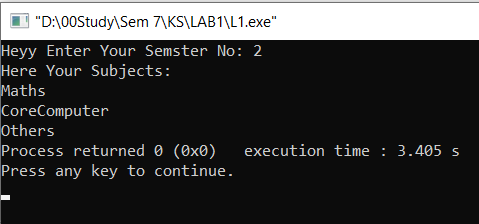 "D:\00Study\Sem 7\KS\LAB1\L1.exe"
Heyy Enter Your Semster No: 2
Here Your Subjects:
Maths
CoreComputer
Others
Process returned 0 (0x0)   execution time : 3.405 s
Press any key to continue.